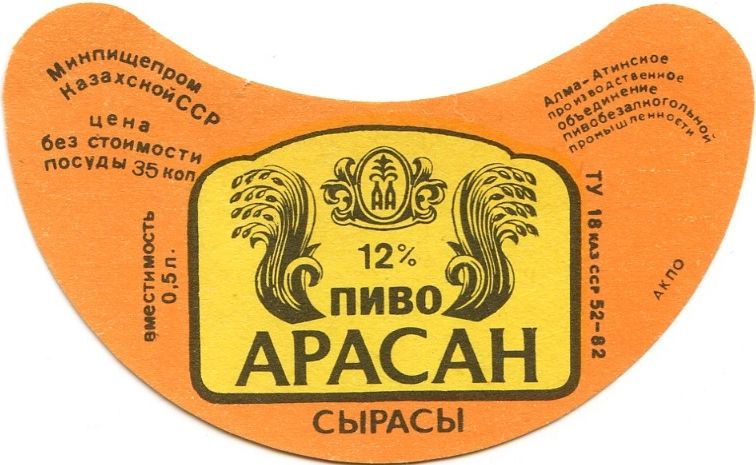 Минпищепром
Казахской ССР
цена
без стоимости
посуды 35 коп
вместимость
0,5 л.
АА
12%
ПИВО
АРАСАН
СЫРАСЫ
Алма-Атинское
производственное
объединение
пивобезалкогольной
промышленности
ТУ 18 каз ССР 52-82
АКПО